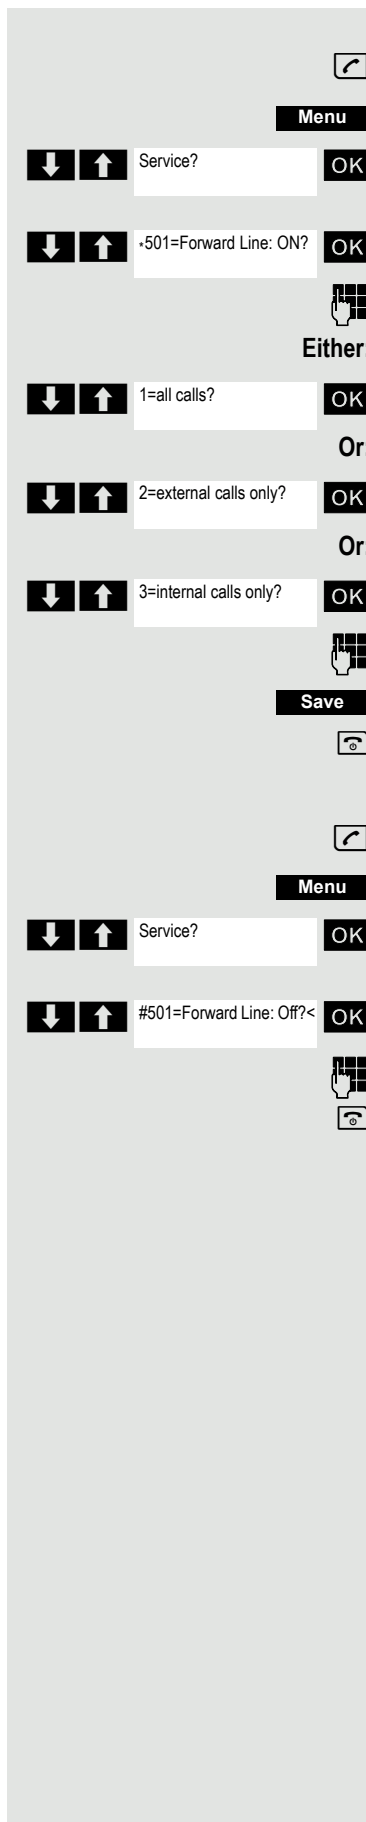 Menu
Service? OK
*501=Forward Line: ON? OK
Either:
1=all calls? OK
Or:
2=external calls only? OK
Or:
3=internal calls only? OK
Save
Menu
Service? OK
#501=Forward Line: Off?< OK